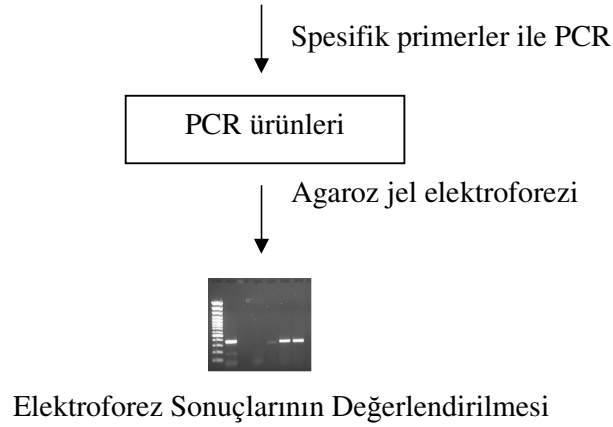 Spesifik primerler ile PCR
PCR ürünleri
Agaroz jel elektroforezi
Elektroforez Sonuçlarının Değerlendirilmesi